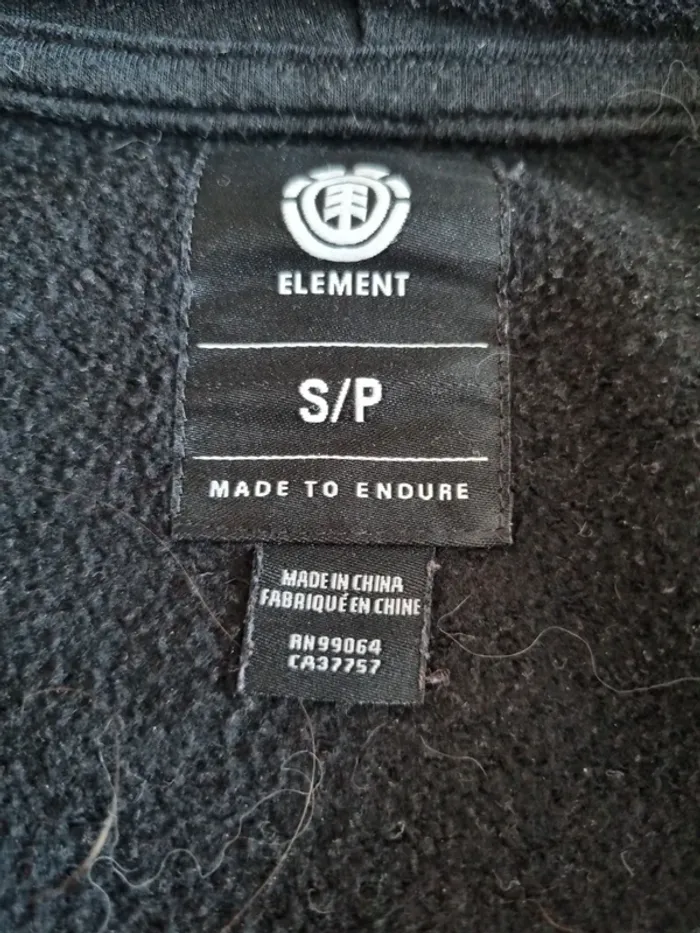 ELEMENT
S/P
MADE TO ENDURE
MADE IN CHINA
FABRIQUÉ EN CHINE
RN99064
CA37757